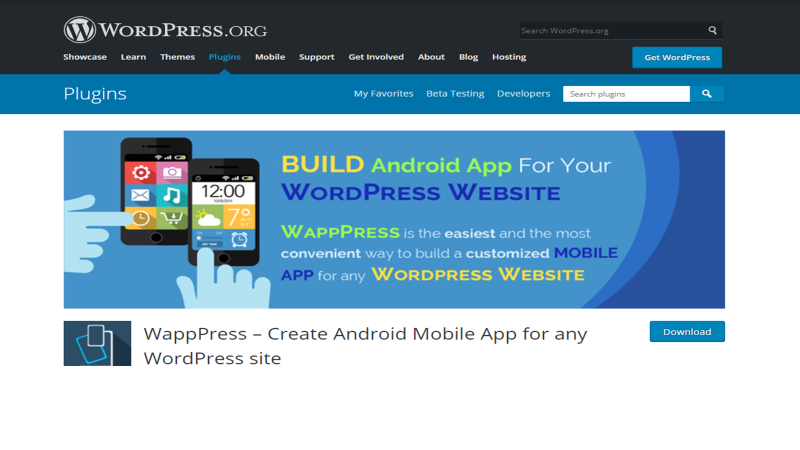 WORDPRESS.ORG
Search WordPress.org
Showcase Learn Themes Plugins Mobile Support Get Involved About Blog Hosting
Get WordPress
Plugins
My Favorites Beta Testing Developers
Search plugins
BUILD Android App For Your
WORDPRESS WEBSITE
WAPPPRESS is the easiest and the most
convenient way to build a customized MOBILE
APP for any WORDPRESS WEBSITE
12:00
7°
WappPress – Create Android Mobile App for any
WordPress site
Download